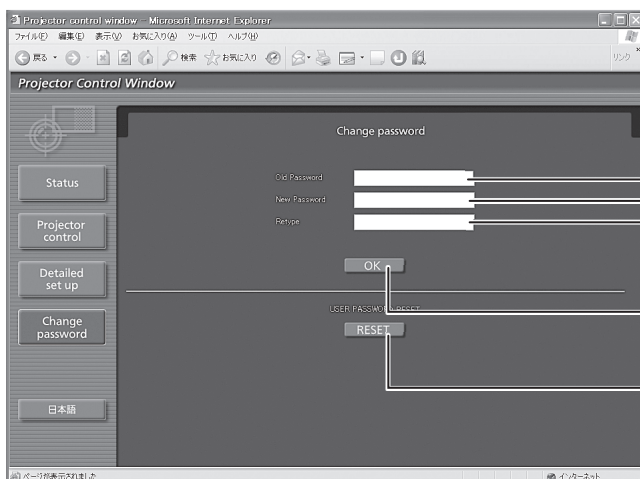 Projector control window - Microsoft Internet Explorer
ファイル(F) 編集(E) 表示(V) お気に入り(A) ツール(T) ヘルプ(H)
戻る 検索 お気に入り リンク
Projector Control Window
Change password
Old Password
New Password
Retype
OK
USER PASSWORD RESET
RESET
Status
Projector
control
Detailed
set up
Change
password
日本語
ページが表示されました インターネット